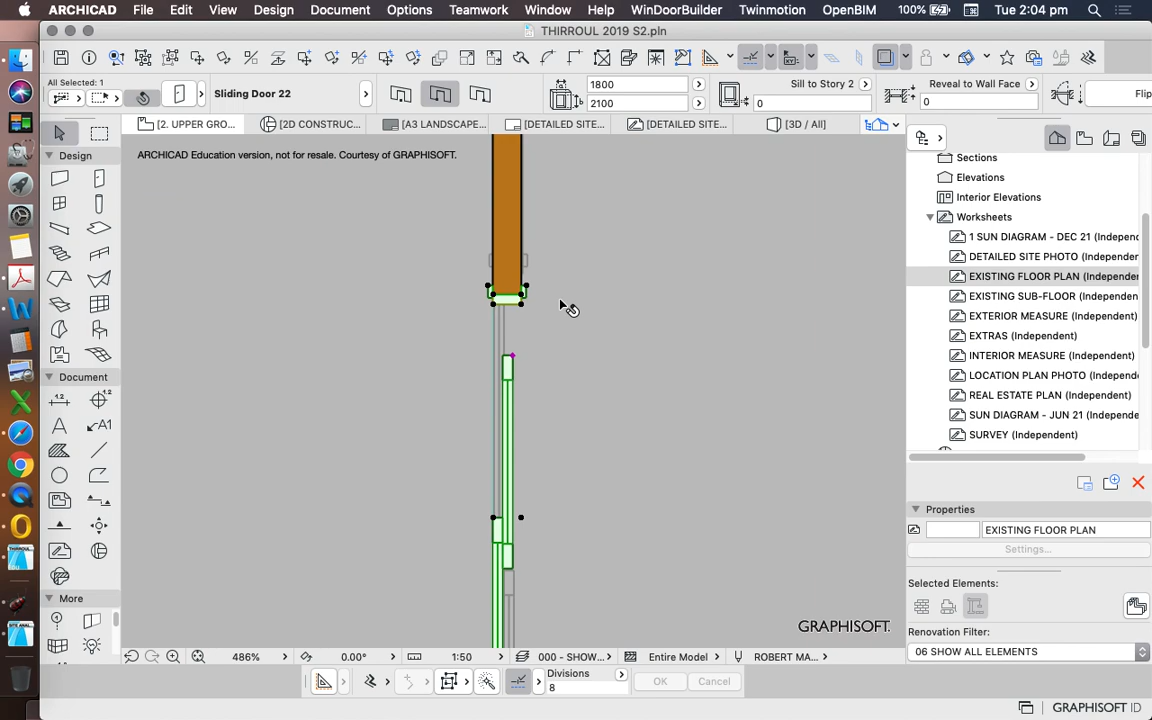 ARCHICAD File Edit View Design Document Options Teamwork Window Help WinDoorBuilder Twinmotion OpenBIM 100% Tue 2:04 pm
THIRROUL 2019 S2.pln
All Selected: 1
Sliding Door 22
1800
2100
Sill to Story 2
0
Reveal to Wall Face
0
Flip
[2. UPPER GRO...
[2D CONSTRUC...
[A3 LANDSCAPE...
[DETAILED SITE...
[DETAILED SITE...
[3D / All]
Design
Document
More
ARCHICAD Education version, not for resale. Courtesy of GRAPHISOFT.
GRAPHISOFT.
Sections
Elevations
Interior Elevations
Worksheets
1 SUN DIAGRAM - DEC 21 (Independ
DETAILED SITE PHOTO (Independen
EXISTING FLOOR PLAN (Independen
EXISTING SUB-FLOOR (Independent)
EXTERIOR MEASURE (Independent)
EXTRAS (Independent)
INTERIOR MEASURE (Independent)
LOCATION PLAN PHOTO (Independen
REAL ESTATE PLAN (Independent)
SUN DIAGRAM - JUN 21 (Independe
SURVEY (Independent)
Properties
EXISTING FLOOR PLAN
Settings...
Selected Elements:
Renovation Filter:
06 SHOW ALL ELEMENTS
486%
0.00°
1:50
000 - SHOW...
Entire Model
ROBERT MA...
Divisions
8
OK
Cancel
GRAPHISOFT ID